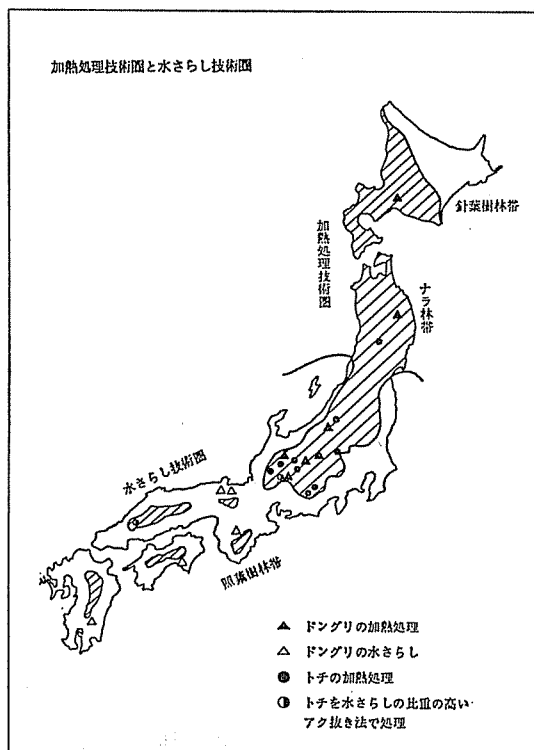 加熱処理技術圏と水さらし技術圏
針葉樹林帯
加熱処理技術圏
ナラ林帯
水さらし技術圏
照葉樹林帯
ドングリの加熱処理
ドングリの水さらし
トチの加熱処理
トチを水さらしの比重の高い
アク抜き法で処理